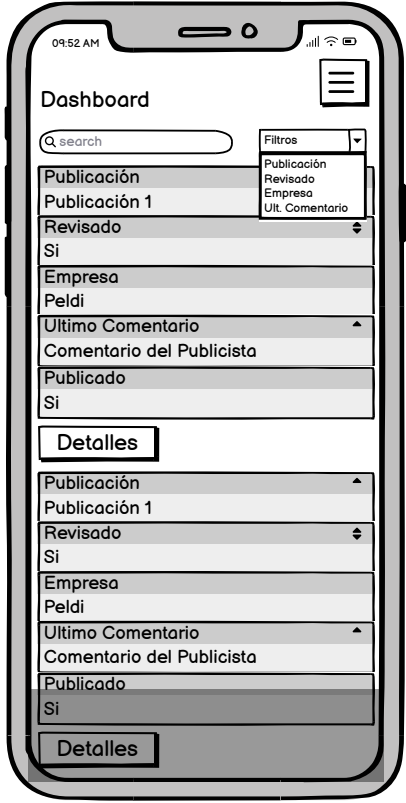 09:52 AM
Dashboard
search
Filtros
Publicación
Revisado
Empresa
Ult. Comentario
Publicación
Publicación 1
Revisado
Si
Empresa
Peldi
Ultimo Comentario
Comentario del Publicista
Publicado
Si
Detalles
Publicación
Publicación 1
Revisado
Si
Empresa
Peldi
Ultimo Comentario
Comentario del Publicista
Publicado
Si
Detalles